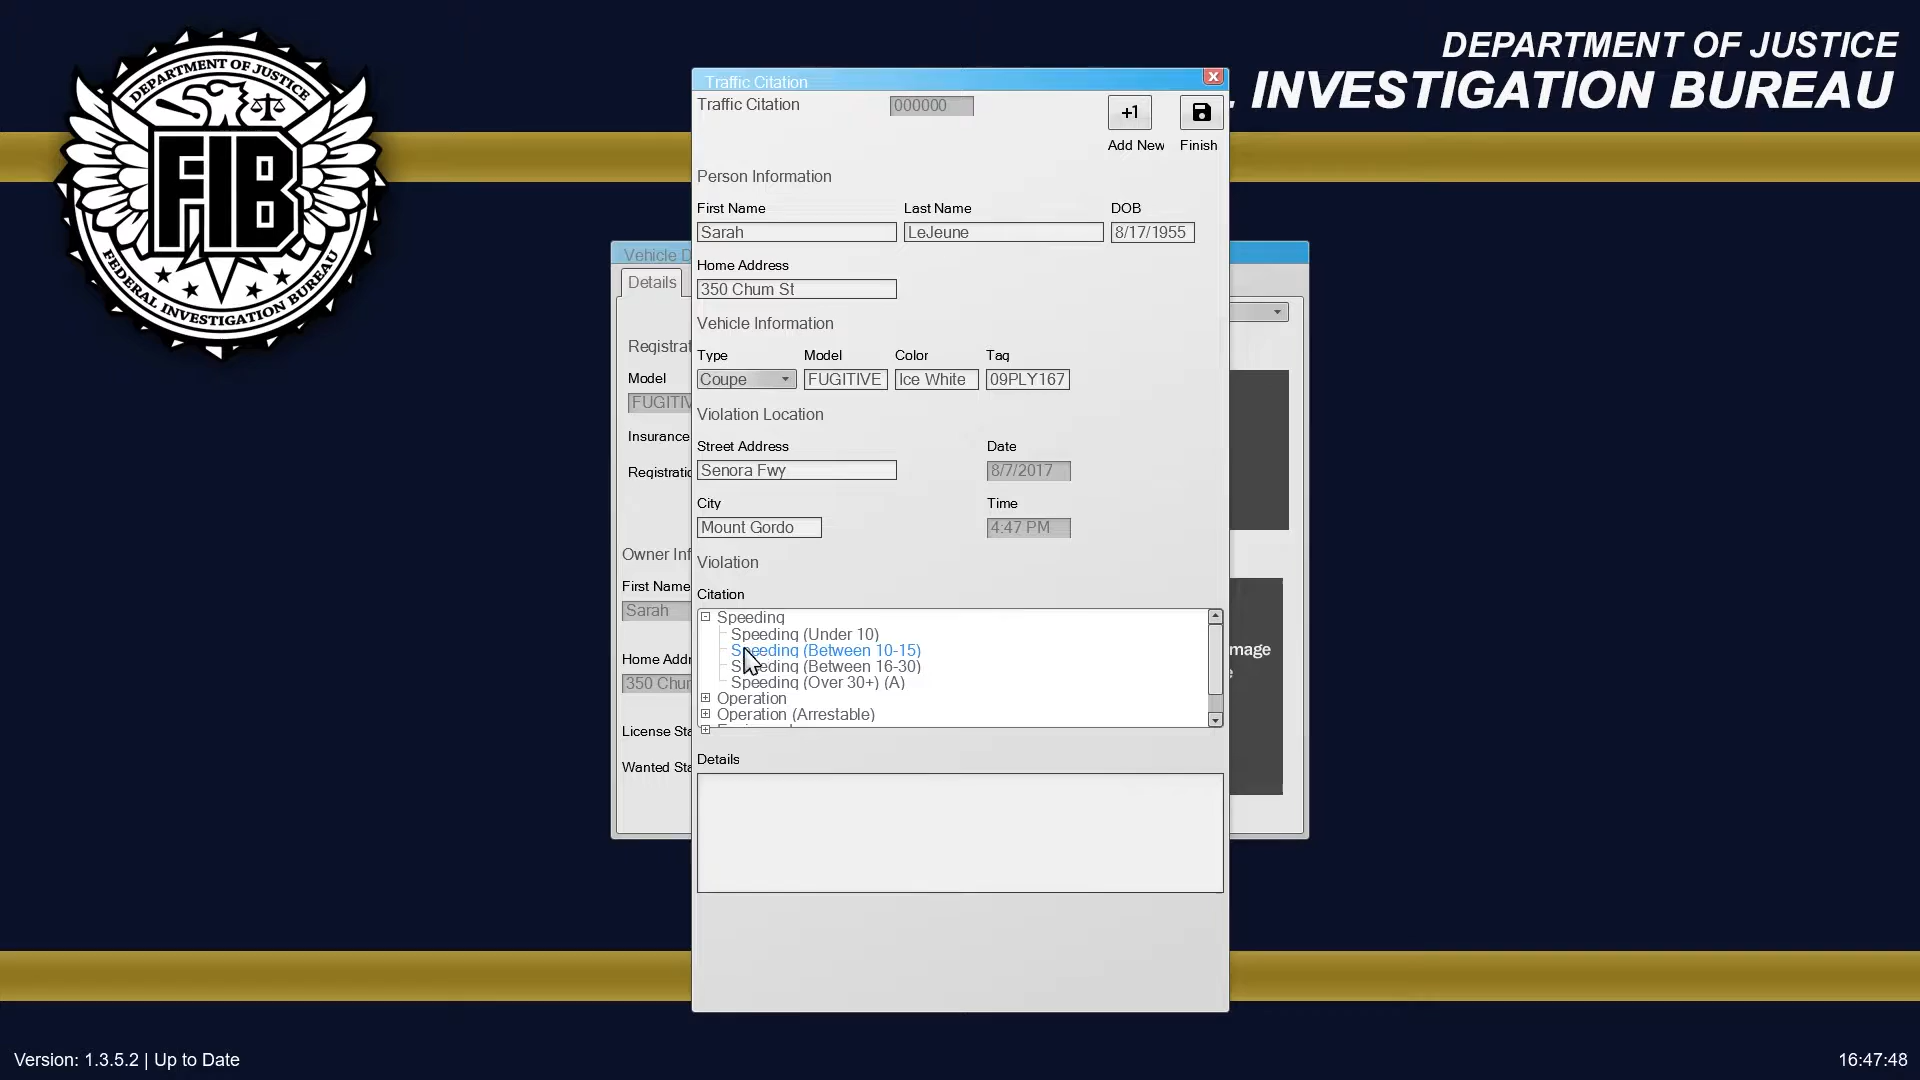 DEPARTMENT OF JUSTICE
INVESTIGATION BUREAU
DEPARTMENT OF JUSTICE
FIB
FEDERAL INVESTIGATION BUREAU
Traffic Citation
Traffic Citation 000000
+1
Add New Finish
Person Information
First Name Last Name DOB
Sarah LeJeune 8/17/1955
Home Address
350 Chum St
Vehicle Information
Type Model Color Tag
Coupe FUGITIVE Ice White 09PLY167
Violation Location
Street Address Date
Senora Fwy 8/7/2017
City Time
Mount Gordo 4:47 PM
Violation
Citation
Speeding
Speeding (Under 10)
Speeding (Between 10-15)
Speeding (Between 16-30)
Speeding (Over 30+) (A)
Operation
Operation (Arrestable)
Details
Vehicle D
Details
Registrat
Model
FUGITIV
Insurance
Registratio
Owner Inf
First Name
Sarah
Home Addr
350 Chum
License Sta
Wanted Sta
mage
Version: 1.3.5.2 | Up to Date
16:47:48